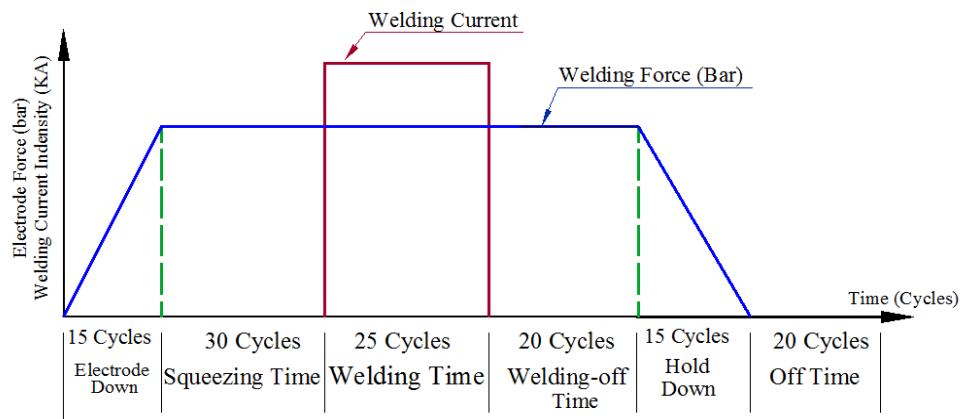 Welding Current
Welding Force (Bar)
Electrode Force (bar)
Welding Current Indensity (KA)
Time (Cycles)
15 Cycles
Electrode
Down
30 Cycles
Squeezing Time
25 Cycles
Welding Time
20 Cycles
Welding-off
Time
15 Cycles
Hold
Down
20 Cycles
Off Time